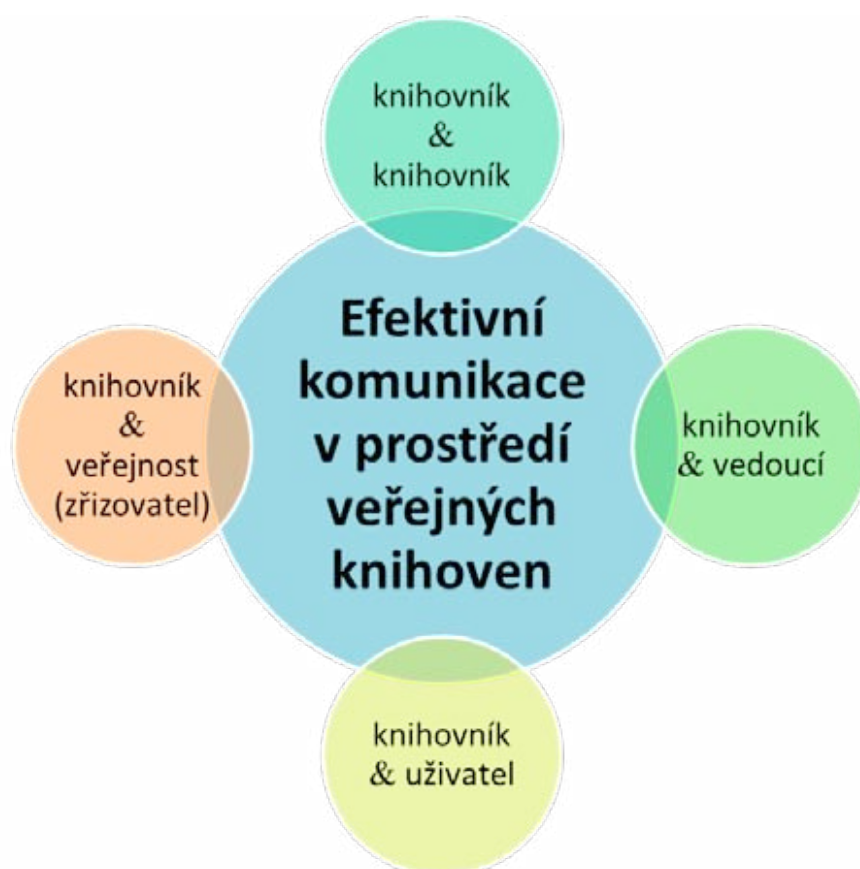 knihovník
&
knihovník
Efektivní
komunikace
v prostředí
veřejných
knihoven
knihovník
&
veřejnost
(zřizovatel)
knihovník
& vedoucí
knihovník
& uživatel